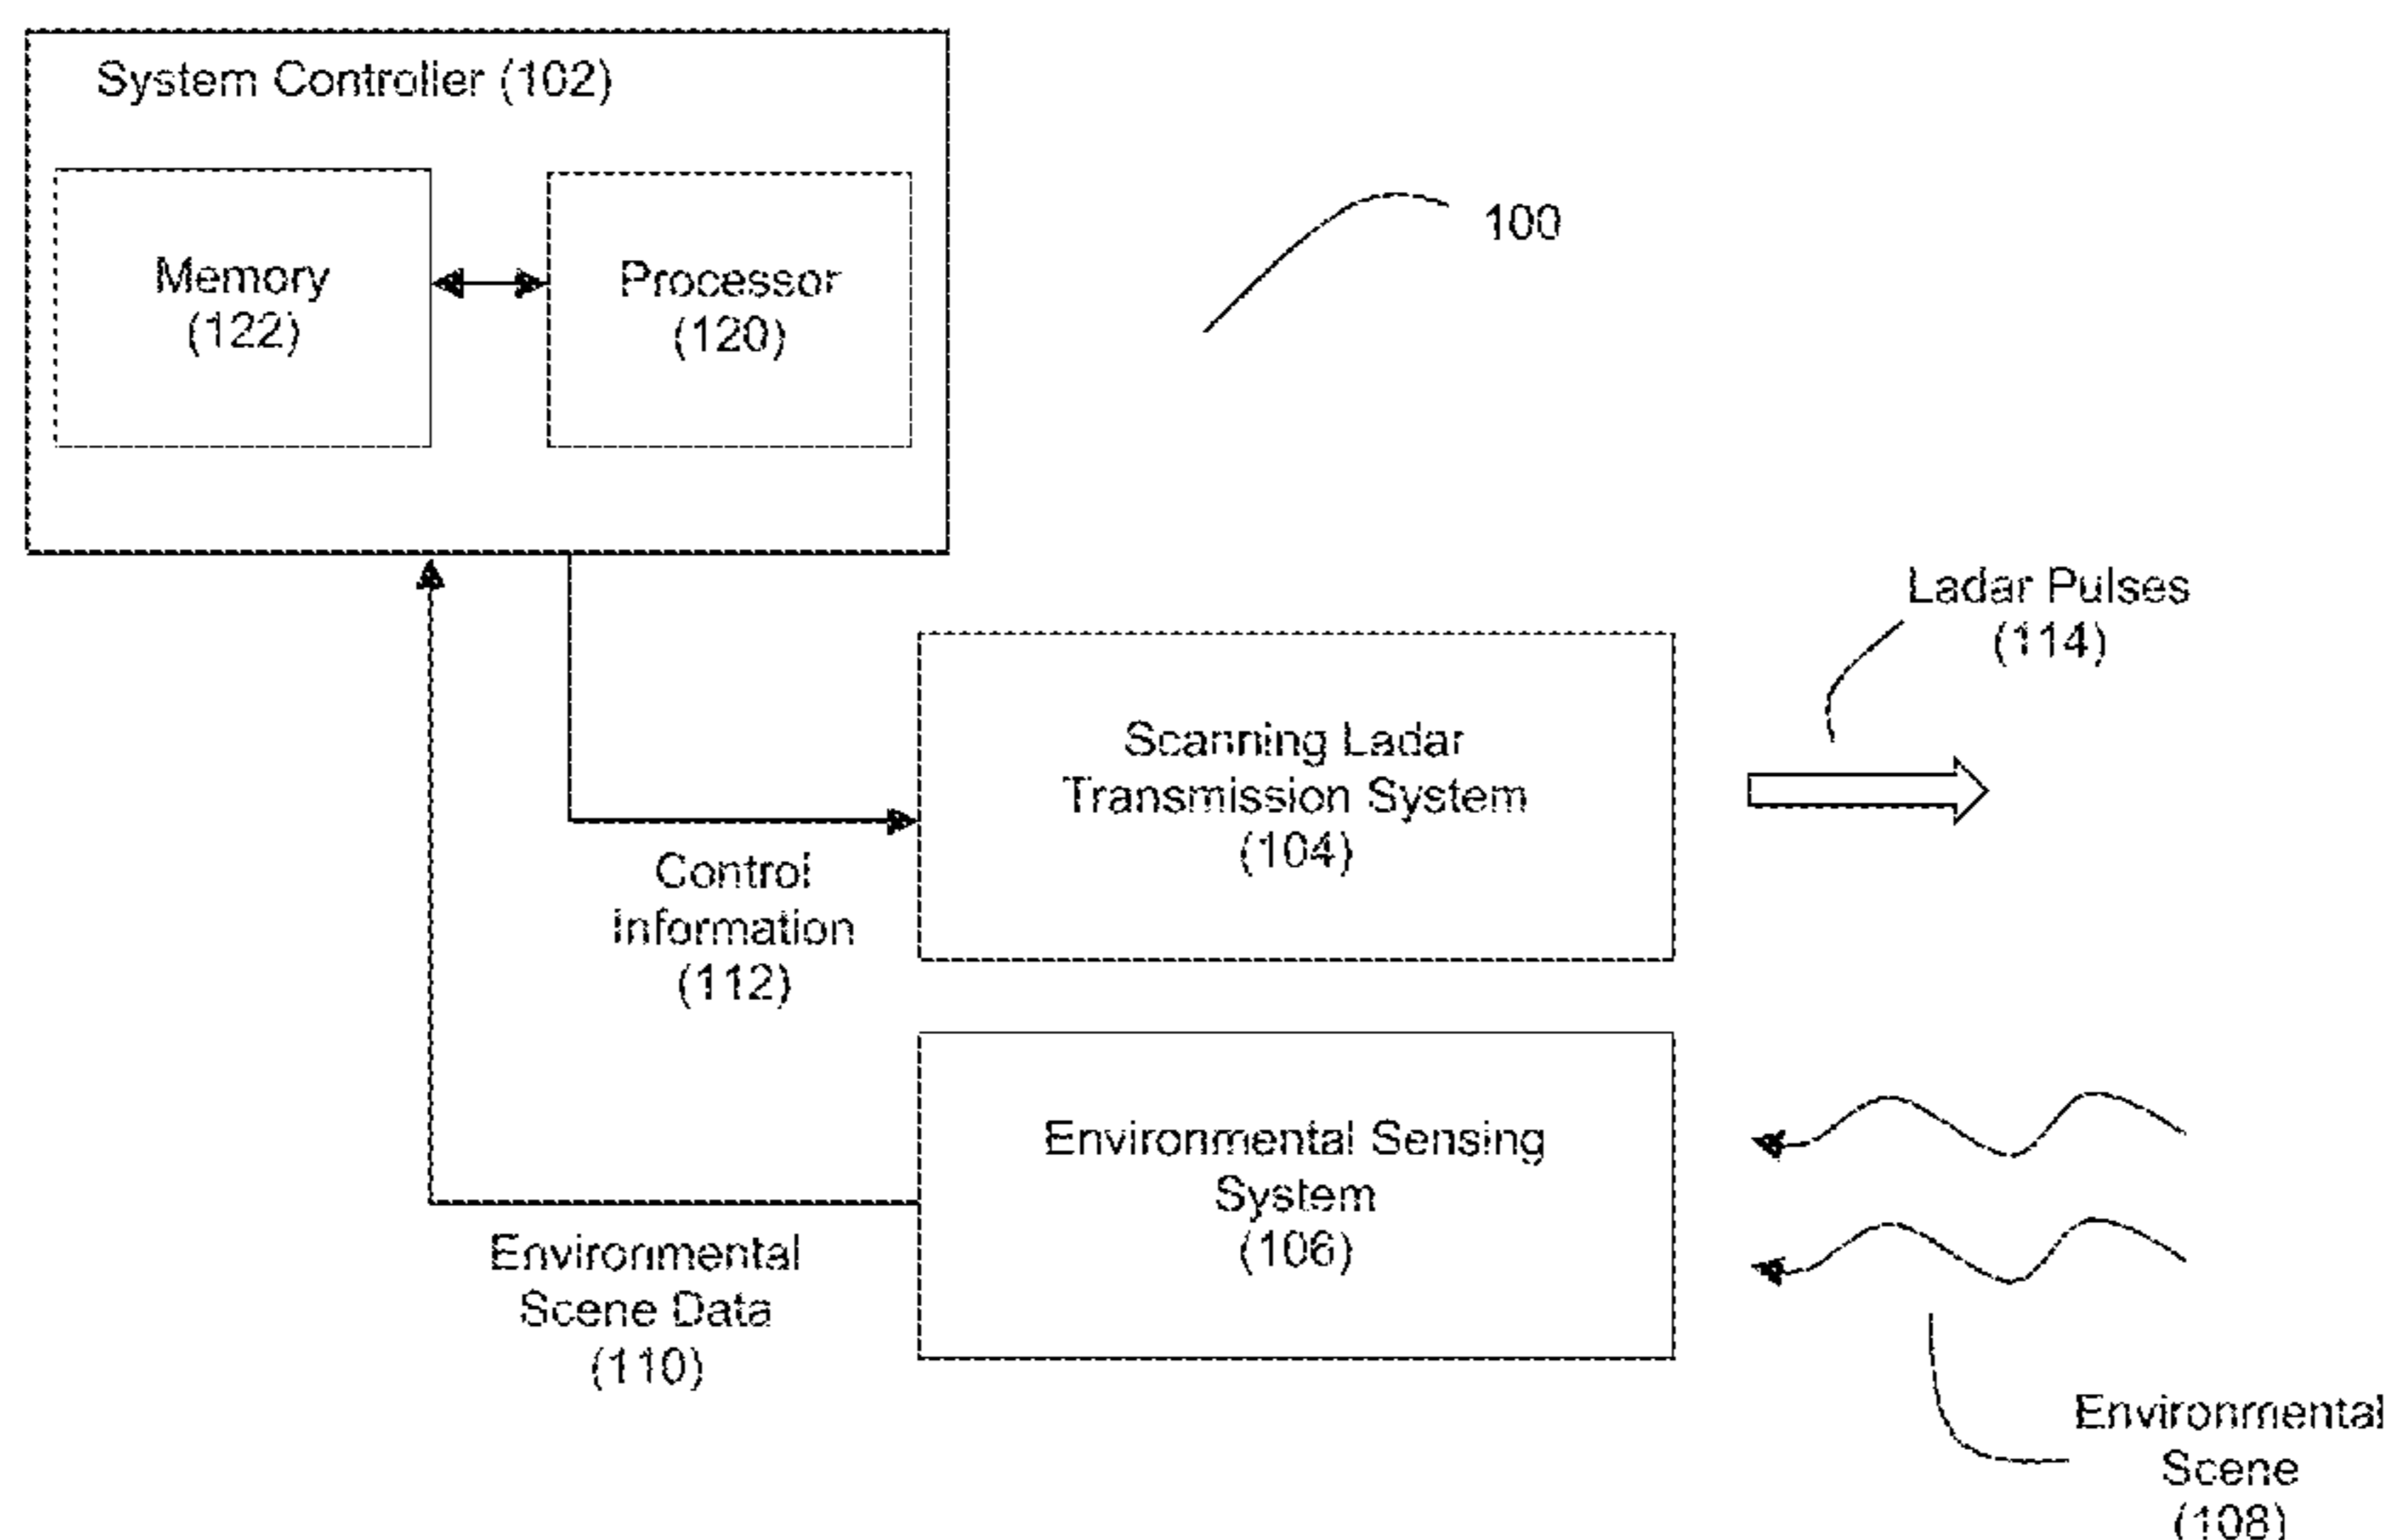 System Controller (102)
Memory
(122)
Processor
(120)
100
Ladar Pulses
(114)
Scanning Ladar
Transmission System
(104)
Control
Information
(112)
Environmental Sensing
System
(106)
Environmental
Scene Data
(110)
Environmental
Scene
(108)